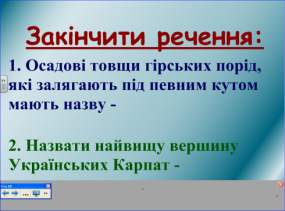 Закінчити речення:
1. Осадові товщи гірських порід,
які залягають під певним кутом
мають назву -
2. Назвати найвищу вершину
Українських Карпат -